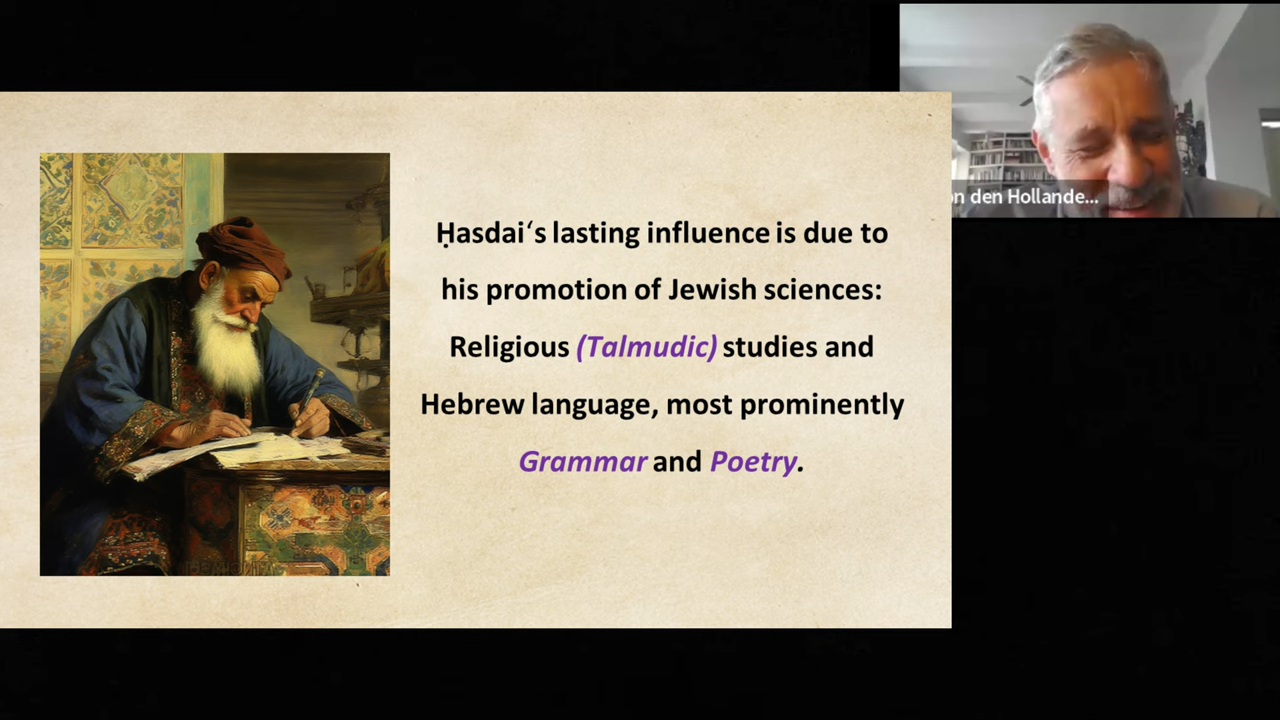 Ḥasdai‘s lasting influence is due to
his promotion of Jewish sciences:
Religious (Talmudic) studies and
Hebrew language, most prominently
Grammar and Poetry.
on den Hollande...